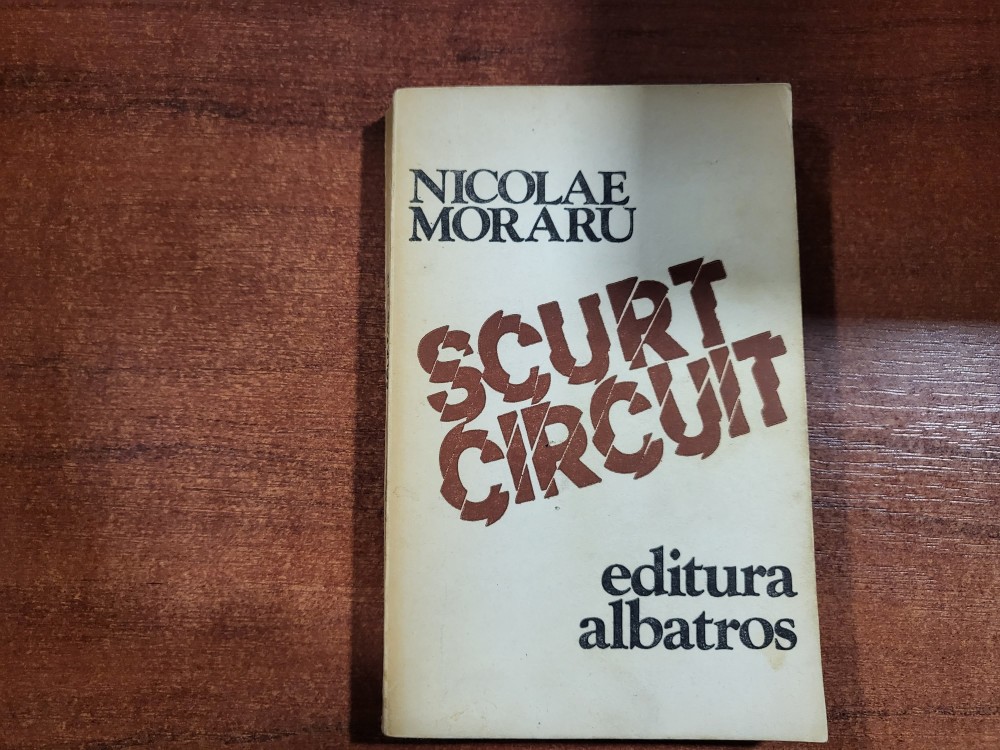 NICOLAE
MORARU
SCURT
CIRCUIT
editura
albatros